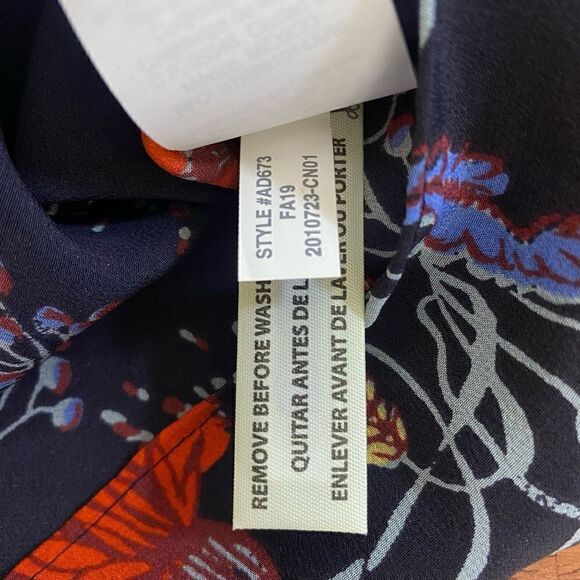 STYLE #AD673
FA19
2010723-CN01
REMOVE BEFORE WASH
QUITAR ANTES DE
ENLEVER AVANT DE LAVER OU PORTER